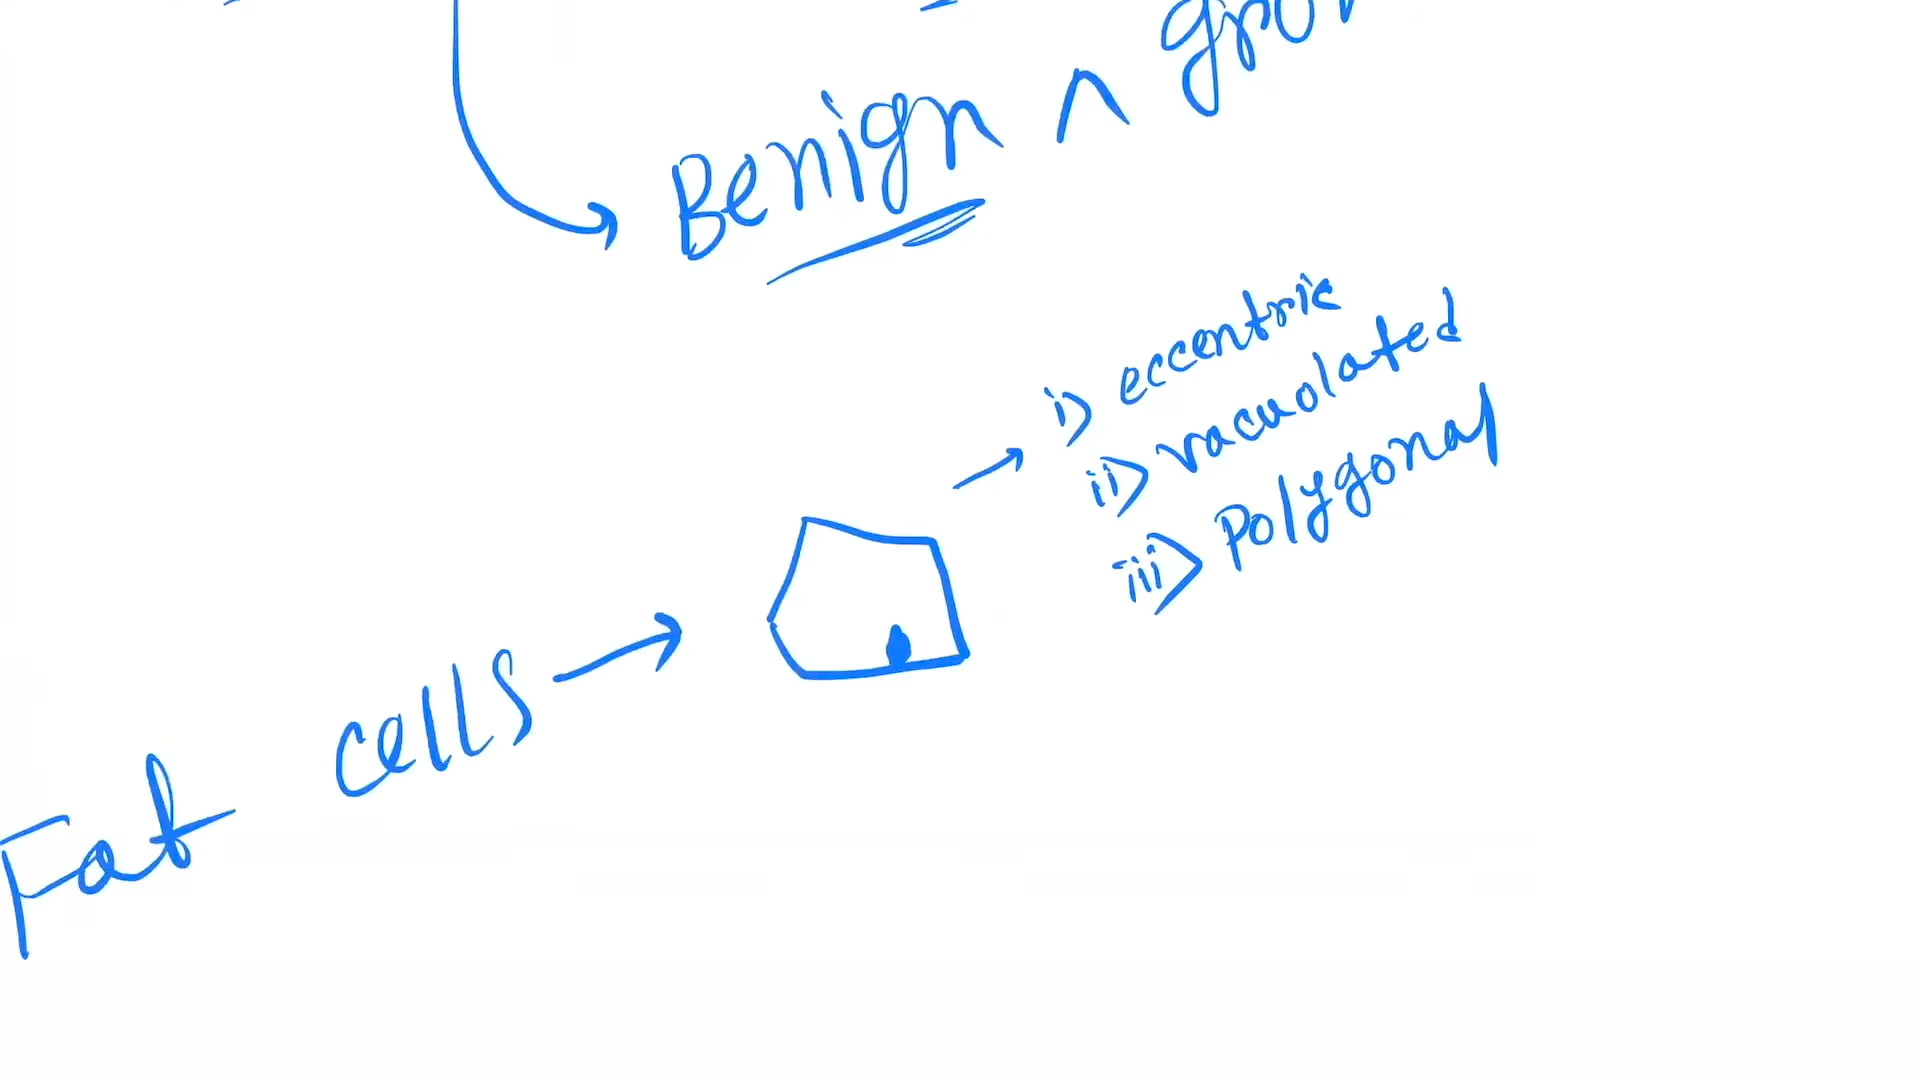 Benign ^
i) eccentric
ii) vacuolated
iii) Polygonal
Fat cells →